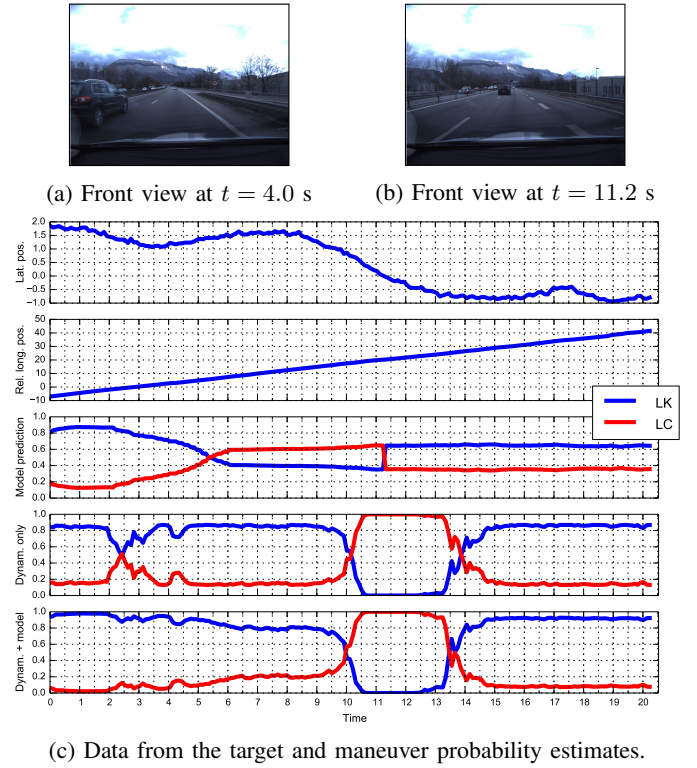 (a) Front view at t = 4.0 s
(b) Front view at t = 11.2 s
Lat. pos.
2.0
1.5
1.0
0.5
0.0
−0.5
−1.0
Rel. long. pos.
50
40
30
20
10
0
−10
LK
LC
Model prediction
1.0
0.8
0.6
0.4
0.2
0.0
Dynam. only
1.0
0.8
0.6
0.4
0.2
0.0
Dynam. + model
1.0
0.8
0.6
0.4
0.2
0.0
0 1 2 3 4 5 6 7 8 9 10 11 12 13 14 15 16 17 18 19 20
Time
(c) Data from the target and maneuver probability estimates.